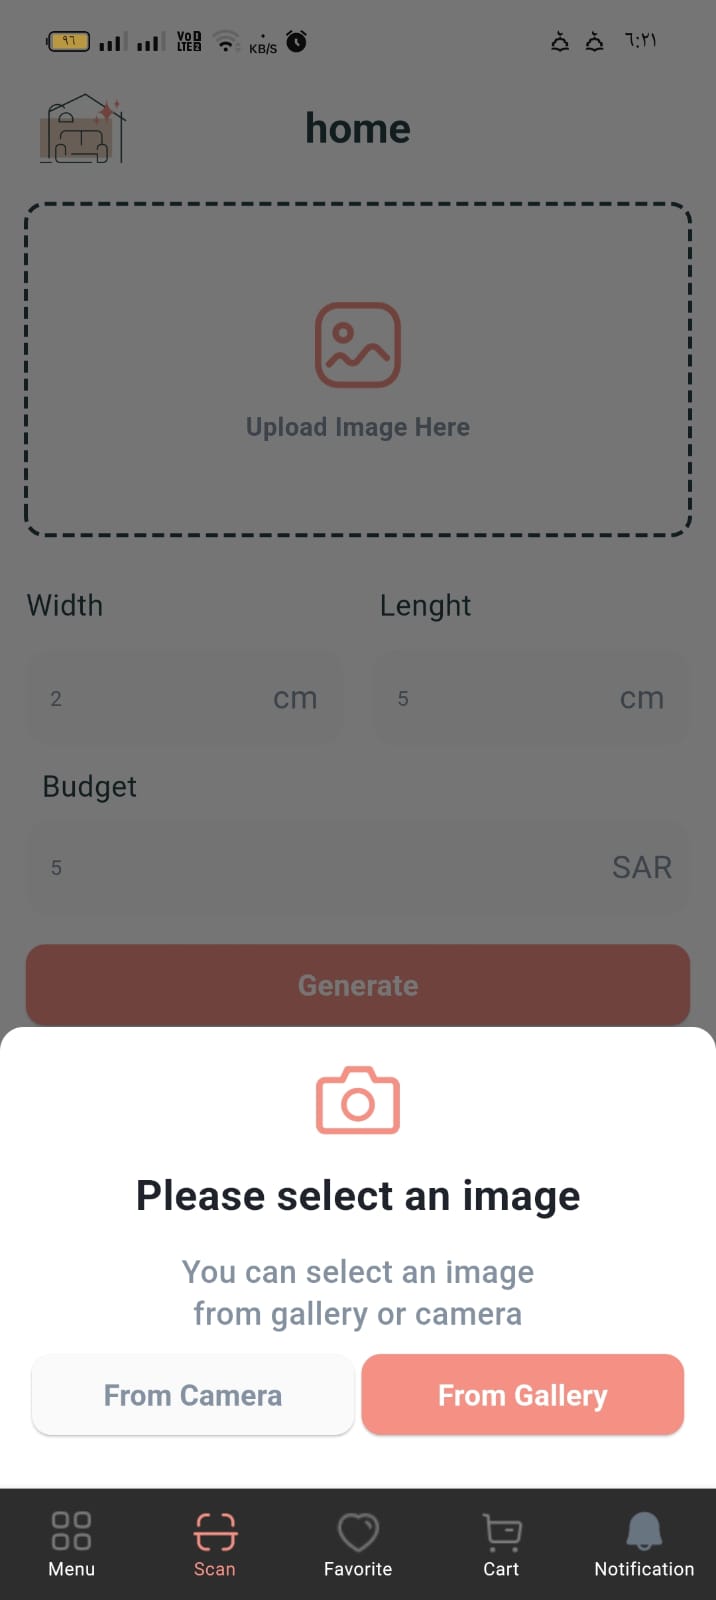 ٩٦
VoD
LTE2
KB/S
٦:٢١
home
Upload Image Here
Width
Lenght
2
cm
5
cm
Budget
5
SAR
Generate
Please select an image
You can select an image
from gallery or camera
From Camera
From Gallery
Menu
Scan
Favorite
Cart
Notification